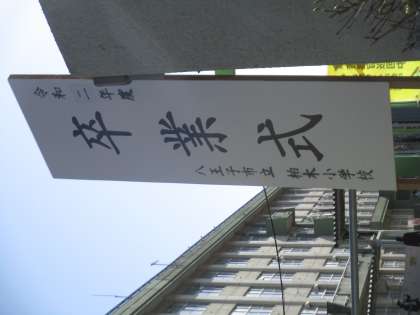 令和二年度
卒業式
八王子市立 柏木小学校